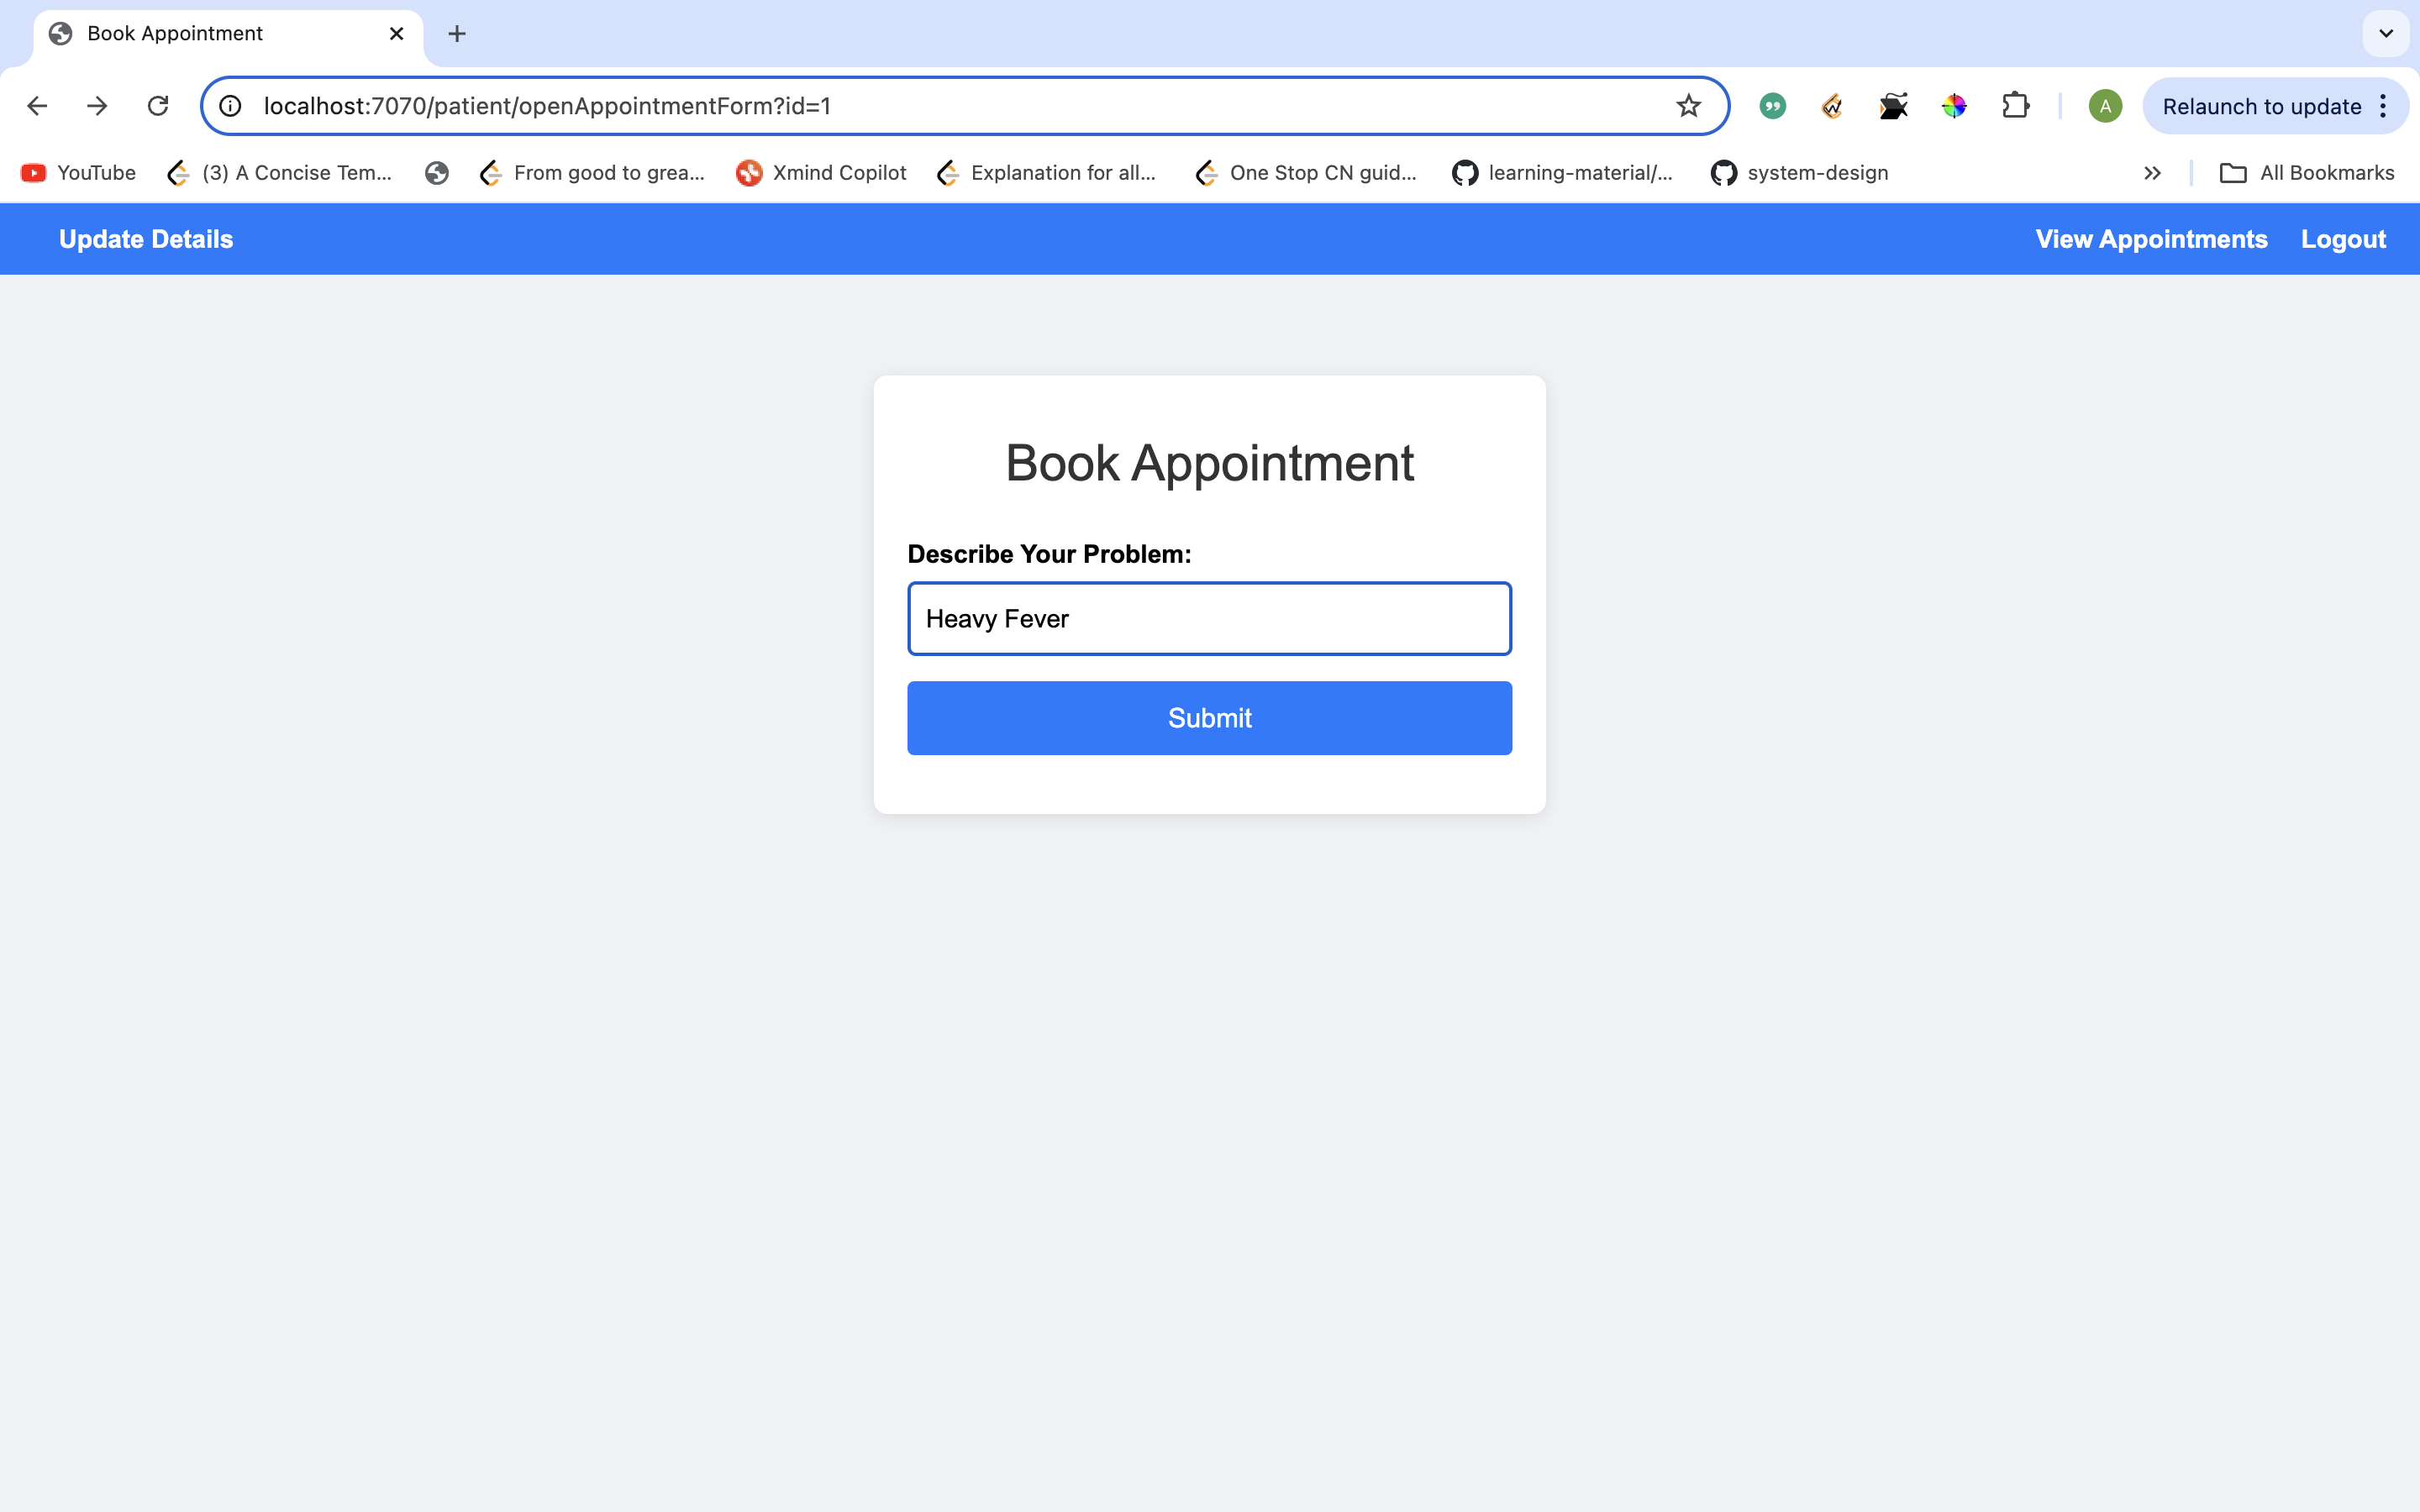 Book Appointment
localhost:7070/patient/openAppointmentForm?id=1
A
Relaunch to update
YouTube
(3) A Concise Tem...
From good to grea...
Xmind Copilot
Explanation for all...
One Stop CN guid...
learning-material/...
system-design
All Bookmarks
Update Details
View Appointments
Logout
Book Appointment
Describe Your Problem:
Heavy Fever
Submit